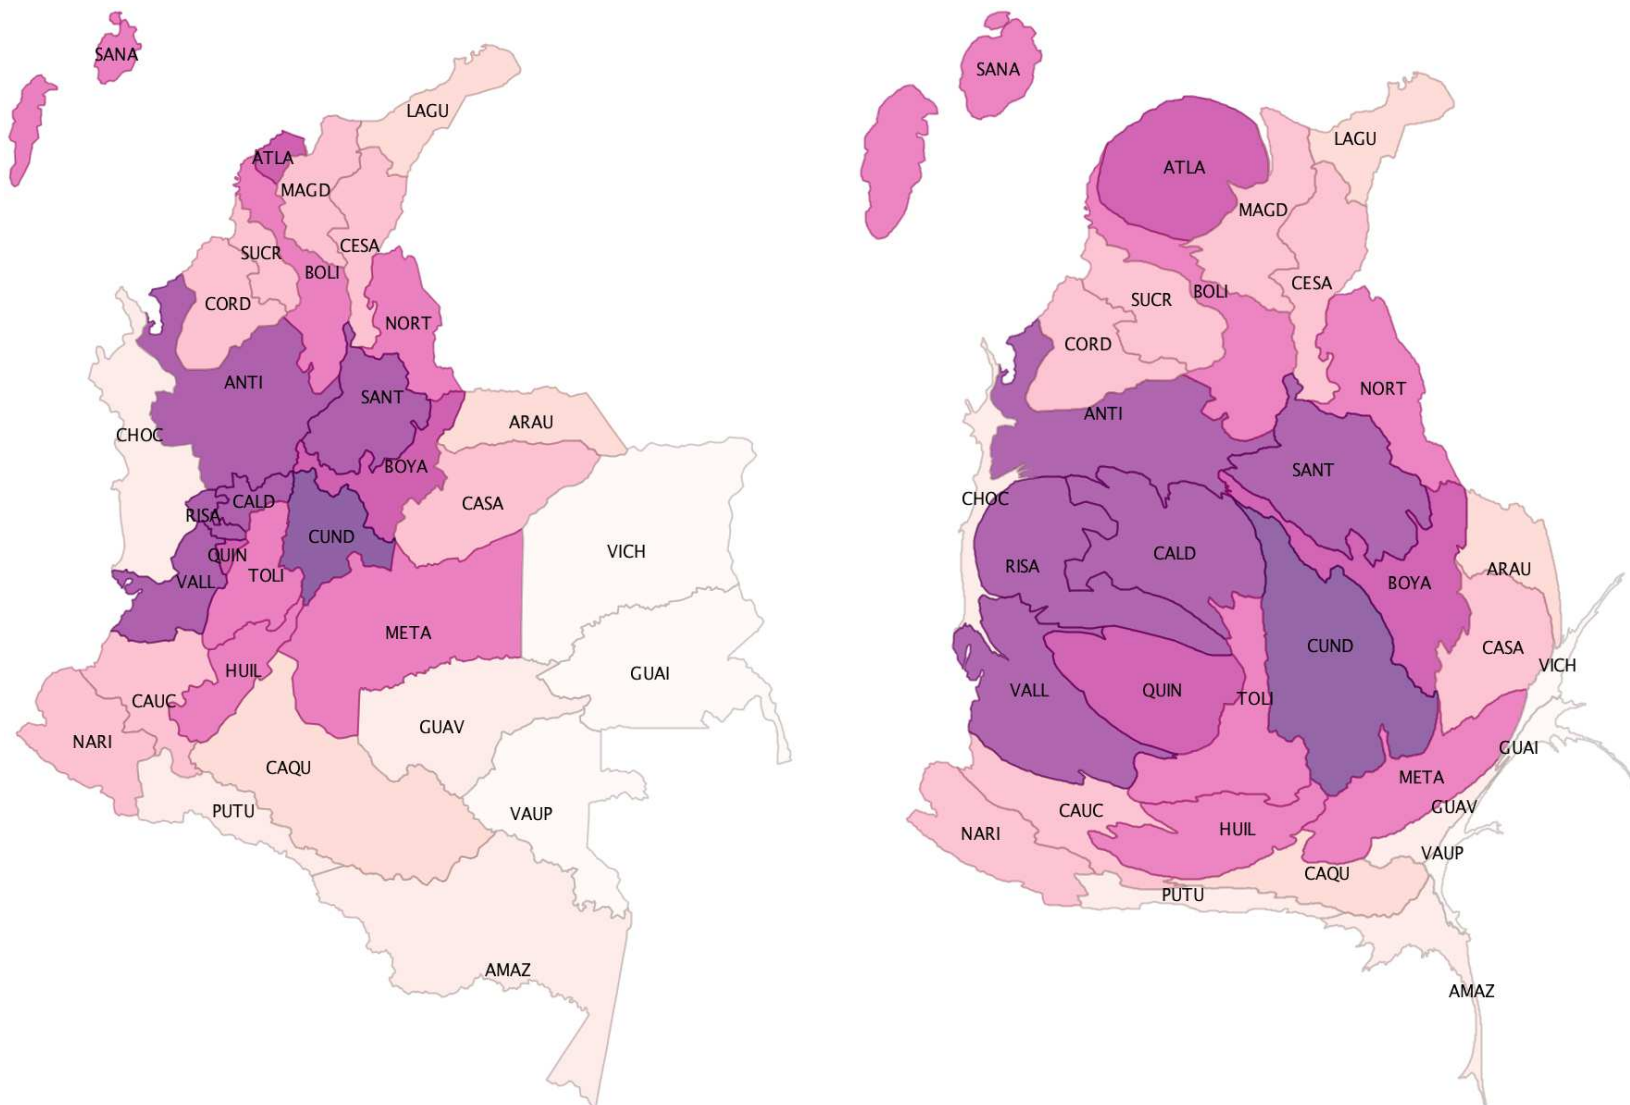 SANA
LAGU
ATLA
MAGD
SUCR
CESA
BOLI
CORD
NORT
ANTI
SANT
ARAU
CHOC
BOYA
CALD
CASA
RISA
CUND
QUIN
VICH
TOLI
VALL
META
HUIL
GUAI
CAUC
GUAV
NARI
CAQU
PUTU
VAUP
AMAZ
SANA
LAGU
ATLA
MAGD
CESA
BOLI
SUCR
CORD
NORT
ANTI
SANT
CHOC
CALD
RISA
ARAU
BOYA
CUND
CASA
VICH
VALL
QUIN
TOLI
GUAI
META
GUAV
CAUC
HUIL
NARI
VAUP
CAQU
PUTU
AMAZ